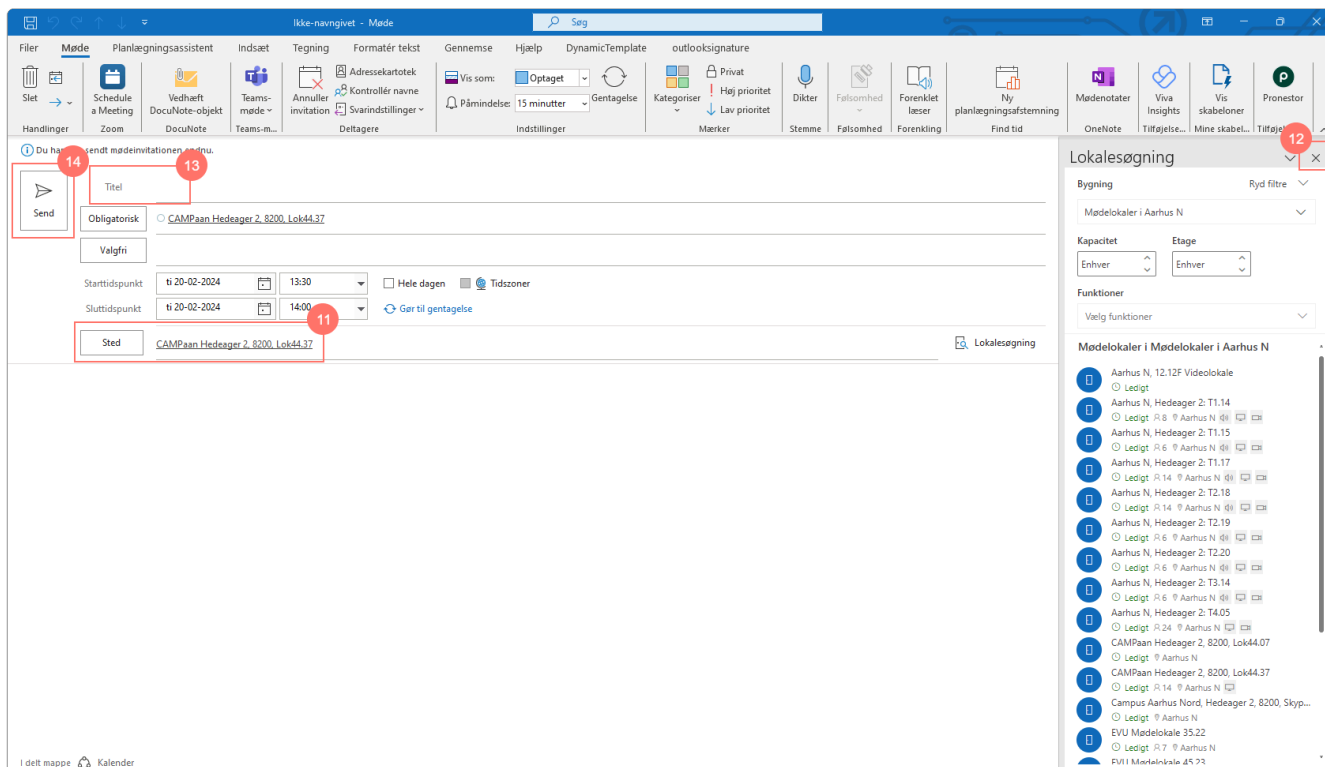 Ikke-navngivet - Møde
Søg
Filer Møde Planlægningsassistent Indsæt Tegning Formatér tekst Gennemse Hjælp DynamicTemplate outlooksignature
Slet
Handlinger
Schedule a Meeting
Zoom
Vedhæft DocuNote-objekt
DocuNote
Teams-møde
Teams-m...
Annuller invitation
Adressekartotek
Kontrollér navne
Svarindstillinger
Deltagere
Vis som: Optaget
Påmindelse: 15 minutter
Gentagelse
Indstillinger
Kategoriser
Privat
Høj prioritet
Lav prioritet
Mærker
Dikter
Stemme
Følsomhed
Følsomhed
Forenklet læser
Forenkling
Ny planlægningsafstemning
Find tid
Mødenotater
OneNote
Viva Insights
Tilføjelse...
Vis skabeloner
Mine skabel...
Pronestor
12
Du har sendt mødeinvitationen endnu.
14
13
Titel
Send
Obligatorisk CAMPaan Hedeager 2, 8200, Lok44.37
Valgfri
Starttidspunkt ti 20-02-2024 13:30 Hele dagen Tidszoner
Sluttidspunkt ti 20-02-2024 14:00 Gør til gentagelse
11
Sted CAMPaan Hedeager 2, 8200, Lok44.37 Lokalesøgning
I delt mappe Kalender
Lokalesøgning
Bygning Ryd filtre
Mødelokaler i Aarhus N
Kapacitet Etage
Enhver Enhver
Funktioner
Vælg funktioner
Mødelokaler i Mødelokaler i Aarhus N
Aarhus N, 12.12F Videolokale
Ledigt
Aarhus N, Hedeager 2: T1.14
Ledigt 8 Aarhus N
Aarhus N, Hedeager 2: T1.15
Ledigt 6 Aarhus N
Aarhus N, Hedeager 2: T1.17
Ledigt 14 Aarhus N
Aarhus N, Hedeager 2: T2.18
Ledigt 14 Aarhus N
Aarhus N, Hedeager 2: T2.19
Ledigt 6 Aarhus N
Aarhus N, Hedeager 2: T2.20
Ledigt 6 Aarhus N
Aarhus N, Hedeager 2: T3.14
Ledigt 6 Aarhus N
Aarhus N, Hedeager 2: T4.05
Ledigt 24 Aarhus N
CAMPaan Hedeager 2, 8200, Lok44.07
Ledigt Aarhus N
CAMPaan Hedeager 2, 8200, Lok44.37
Ledigt 14 Aarhus N
Campus Aarhus Nord, Hedeager 2, 8200, Skyp...
Ledigt Aarhus N
EVU Mødelokale 35.22
Ledigt 7 Aarhus N
EVU Mødelokale 45.23